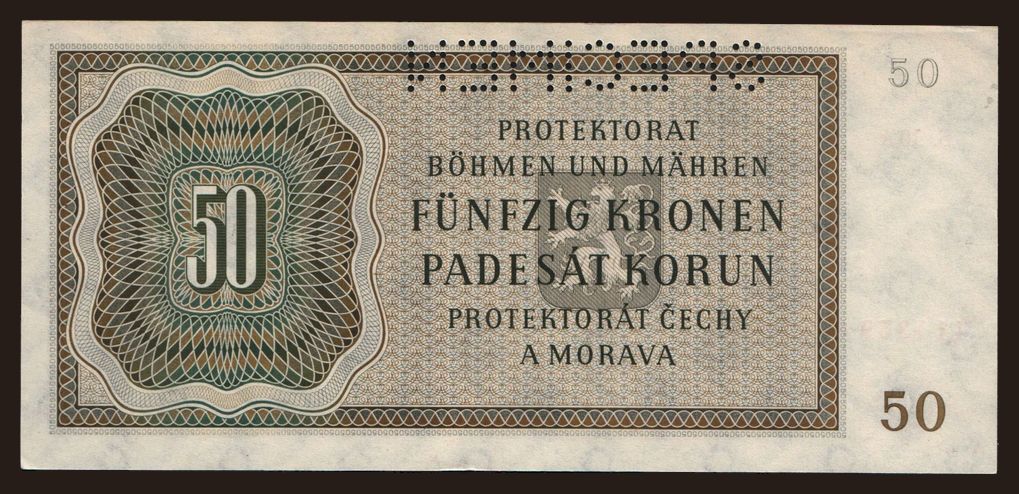 50
PROTEKTORAT
BÖHMEN UND MÄHREN
FÜNFZIG KRONEN
PADESÁT KORUN
PROTEKTORÁT ČECHY
A MORAVA
50
50